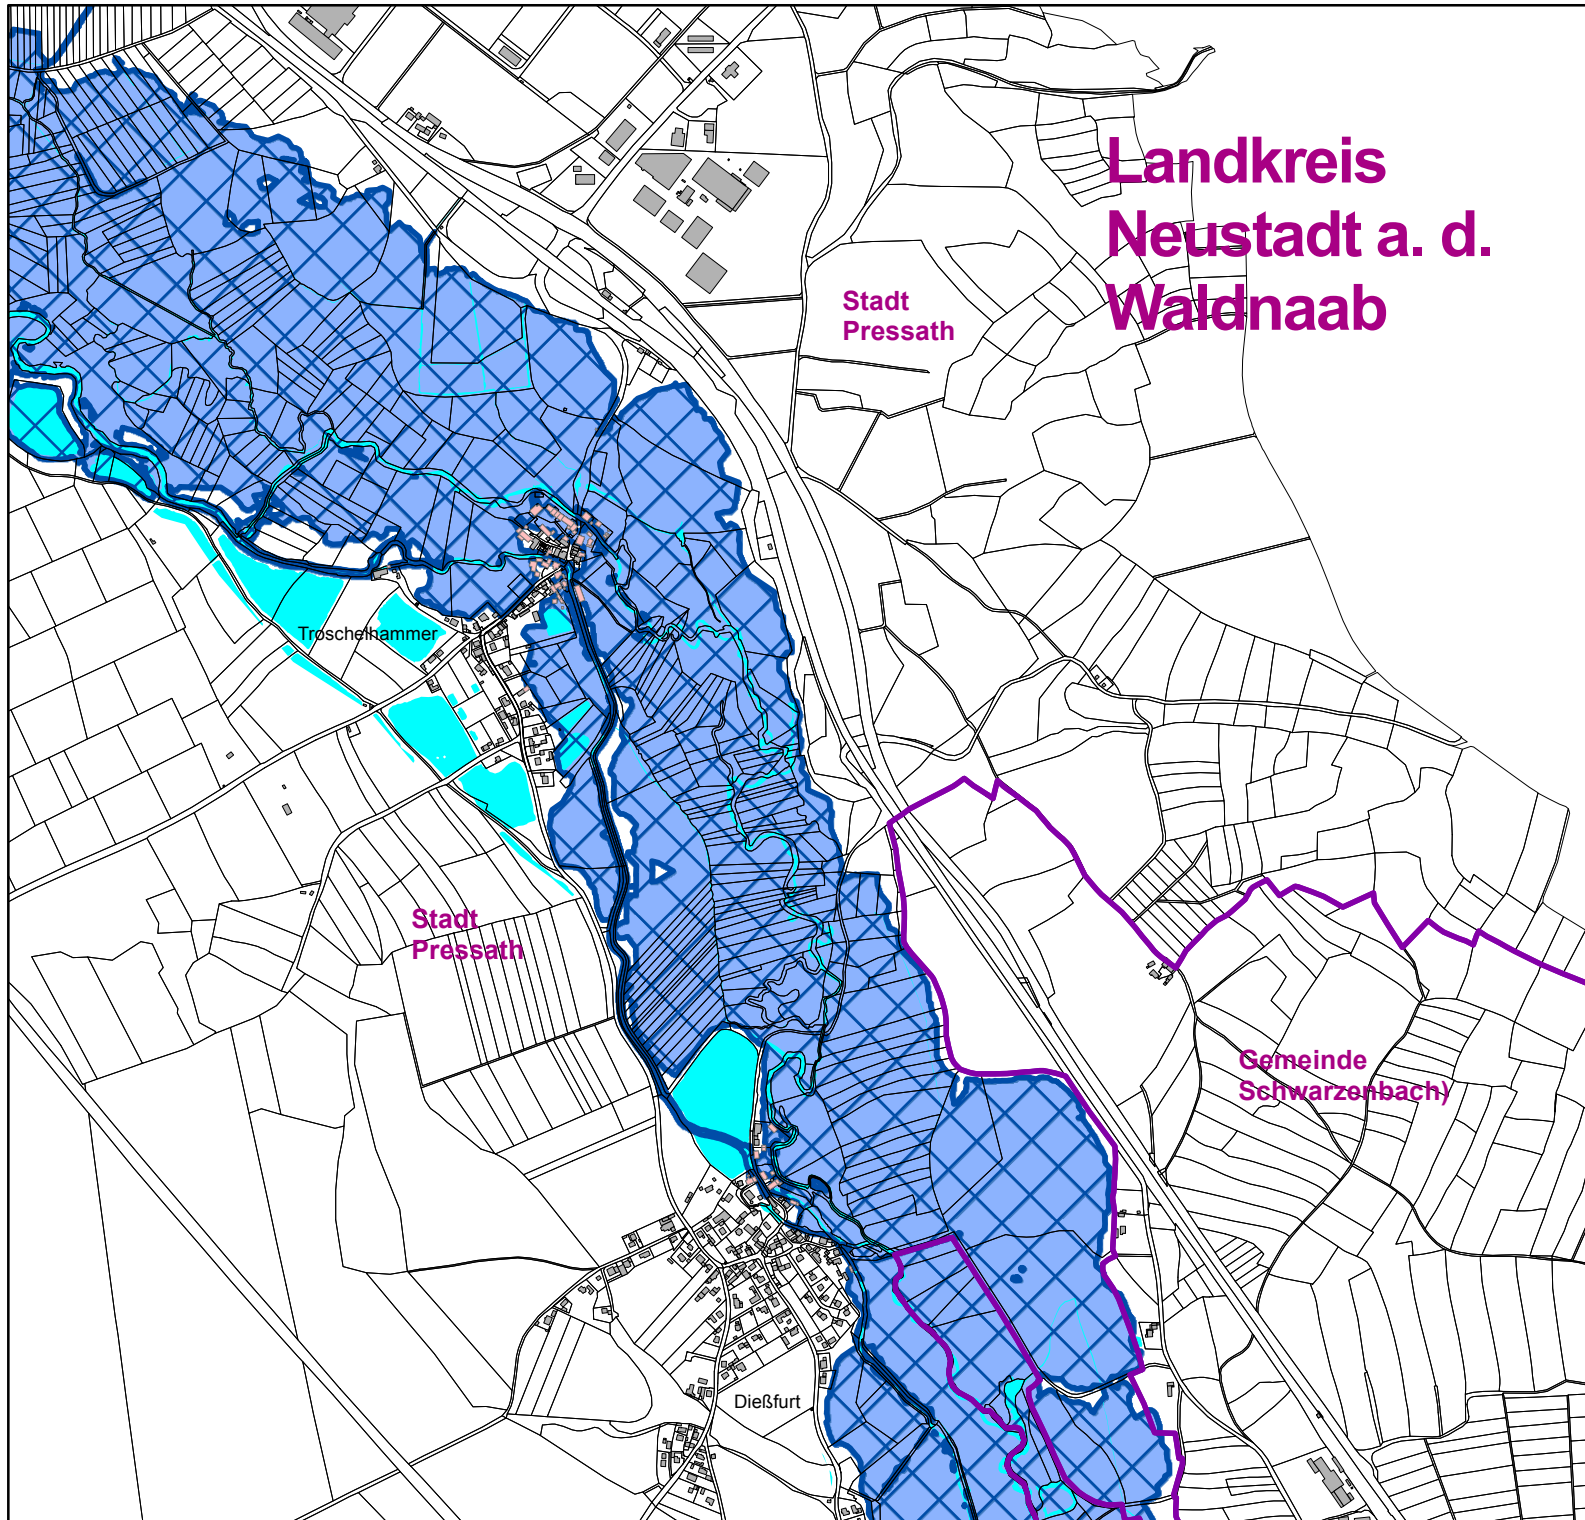 Landkreis
Neustadt a. d.
Waldnaab
Stadt
Pressath
Troschelhammer
Stadt
Pressath
Gemeinde
Schwarzenbach)
Dießfurt